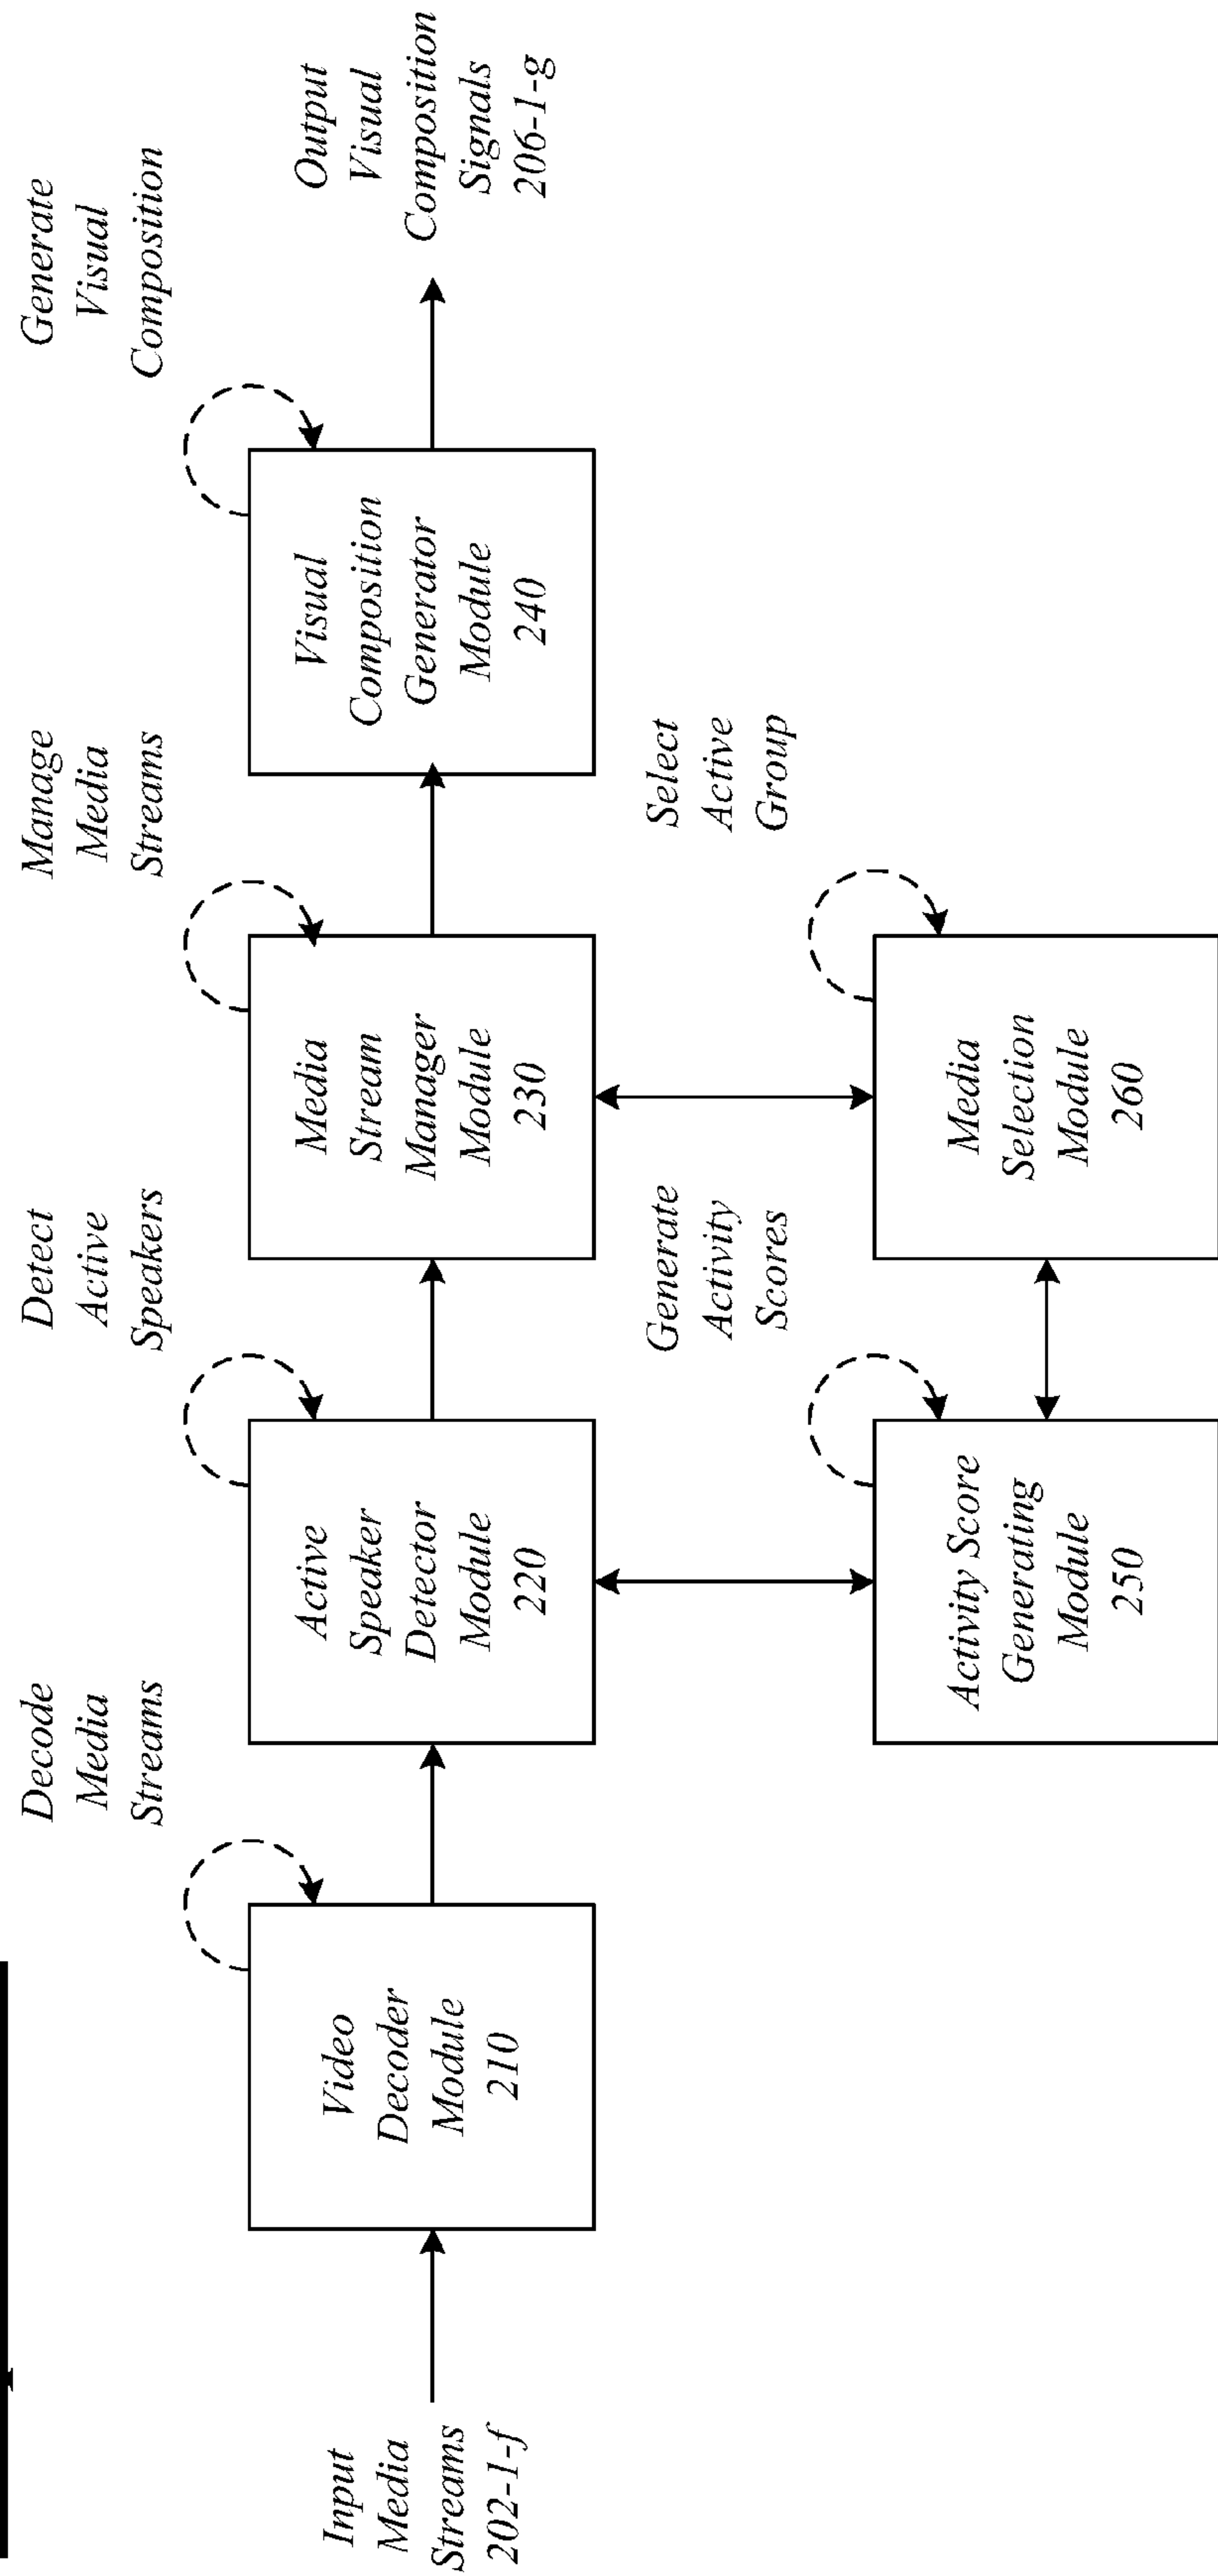 Decode
Media
Streams
Detect
Active
Speakers
Manage
Media
Streams
Generate
Visual
Composition
Input
Media
Streams
202-1-f
Video
Decoder
Module
210
Active
Speaker
Detector
Module
220
Media
Stream
Manager
Module
230
Visual
Composition
Generator
Module
240
Output
Visual
Composition
Signals
206-1-g
Generate
Activity
Scores
Select
Active
Group
Activity Score
Generating
Module
250
Media
Selection
Module
260